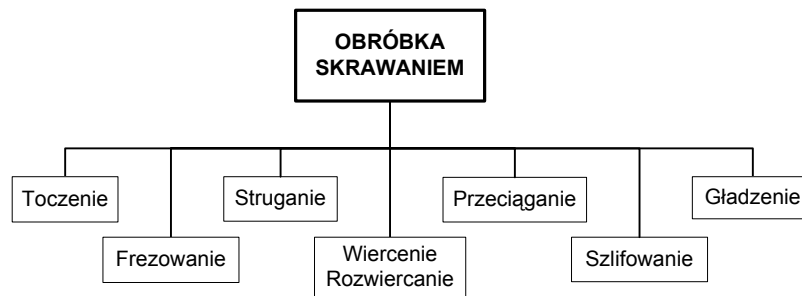 OBRÓBKA
SKRAWANIEM
Toczenie
Struganie
Przeciąganie
Gładzenie
Frezowanie
Wiercenie
Rozwiercanie
Szlifowanie